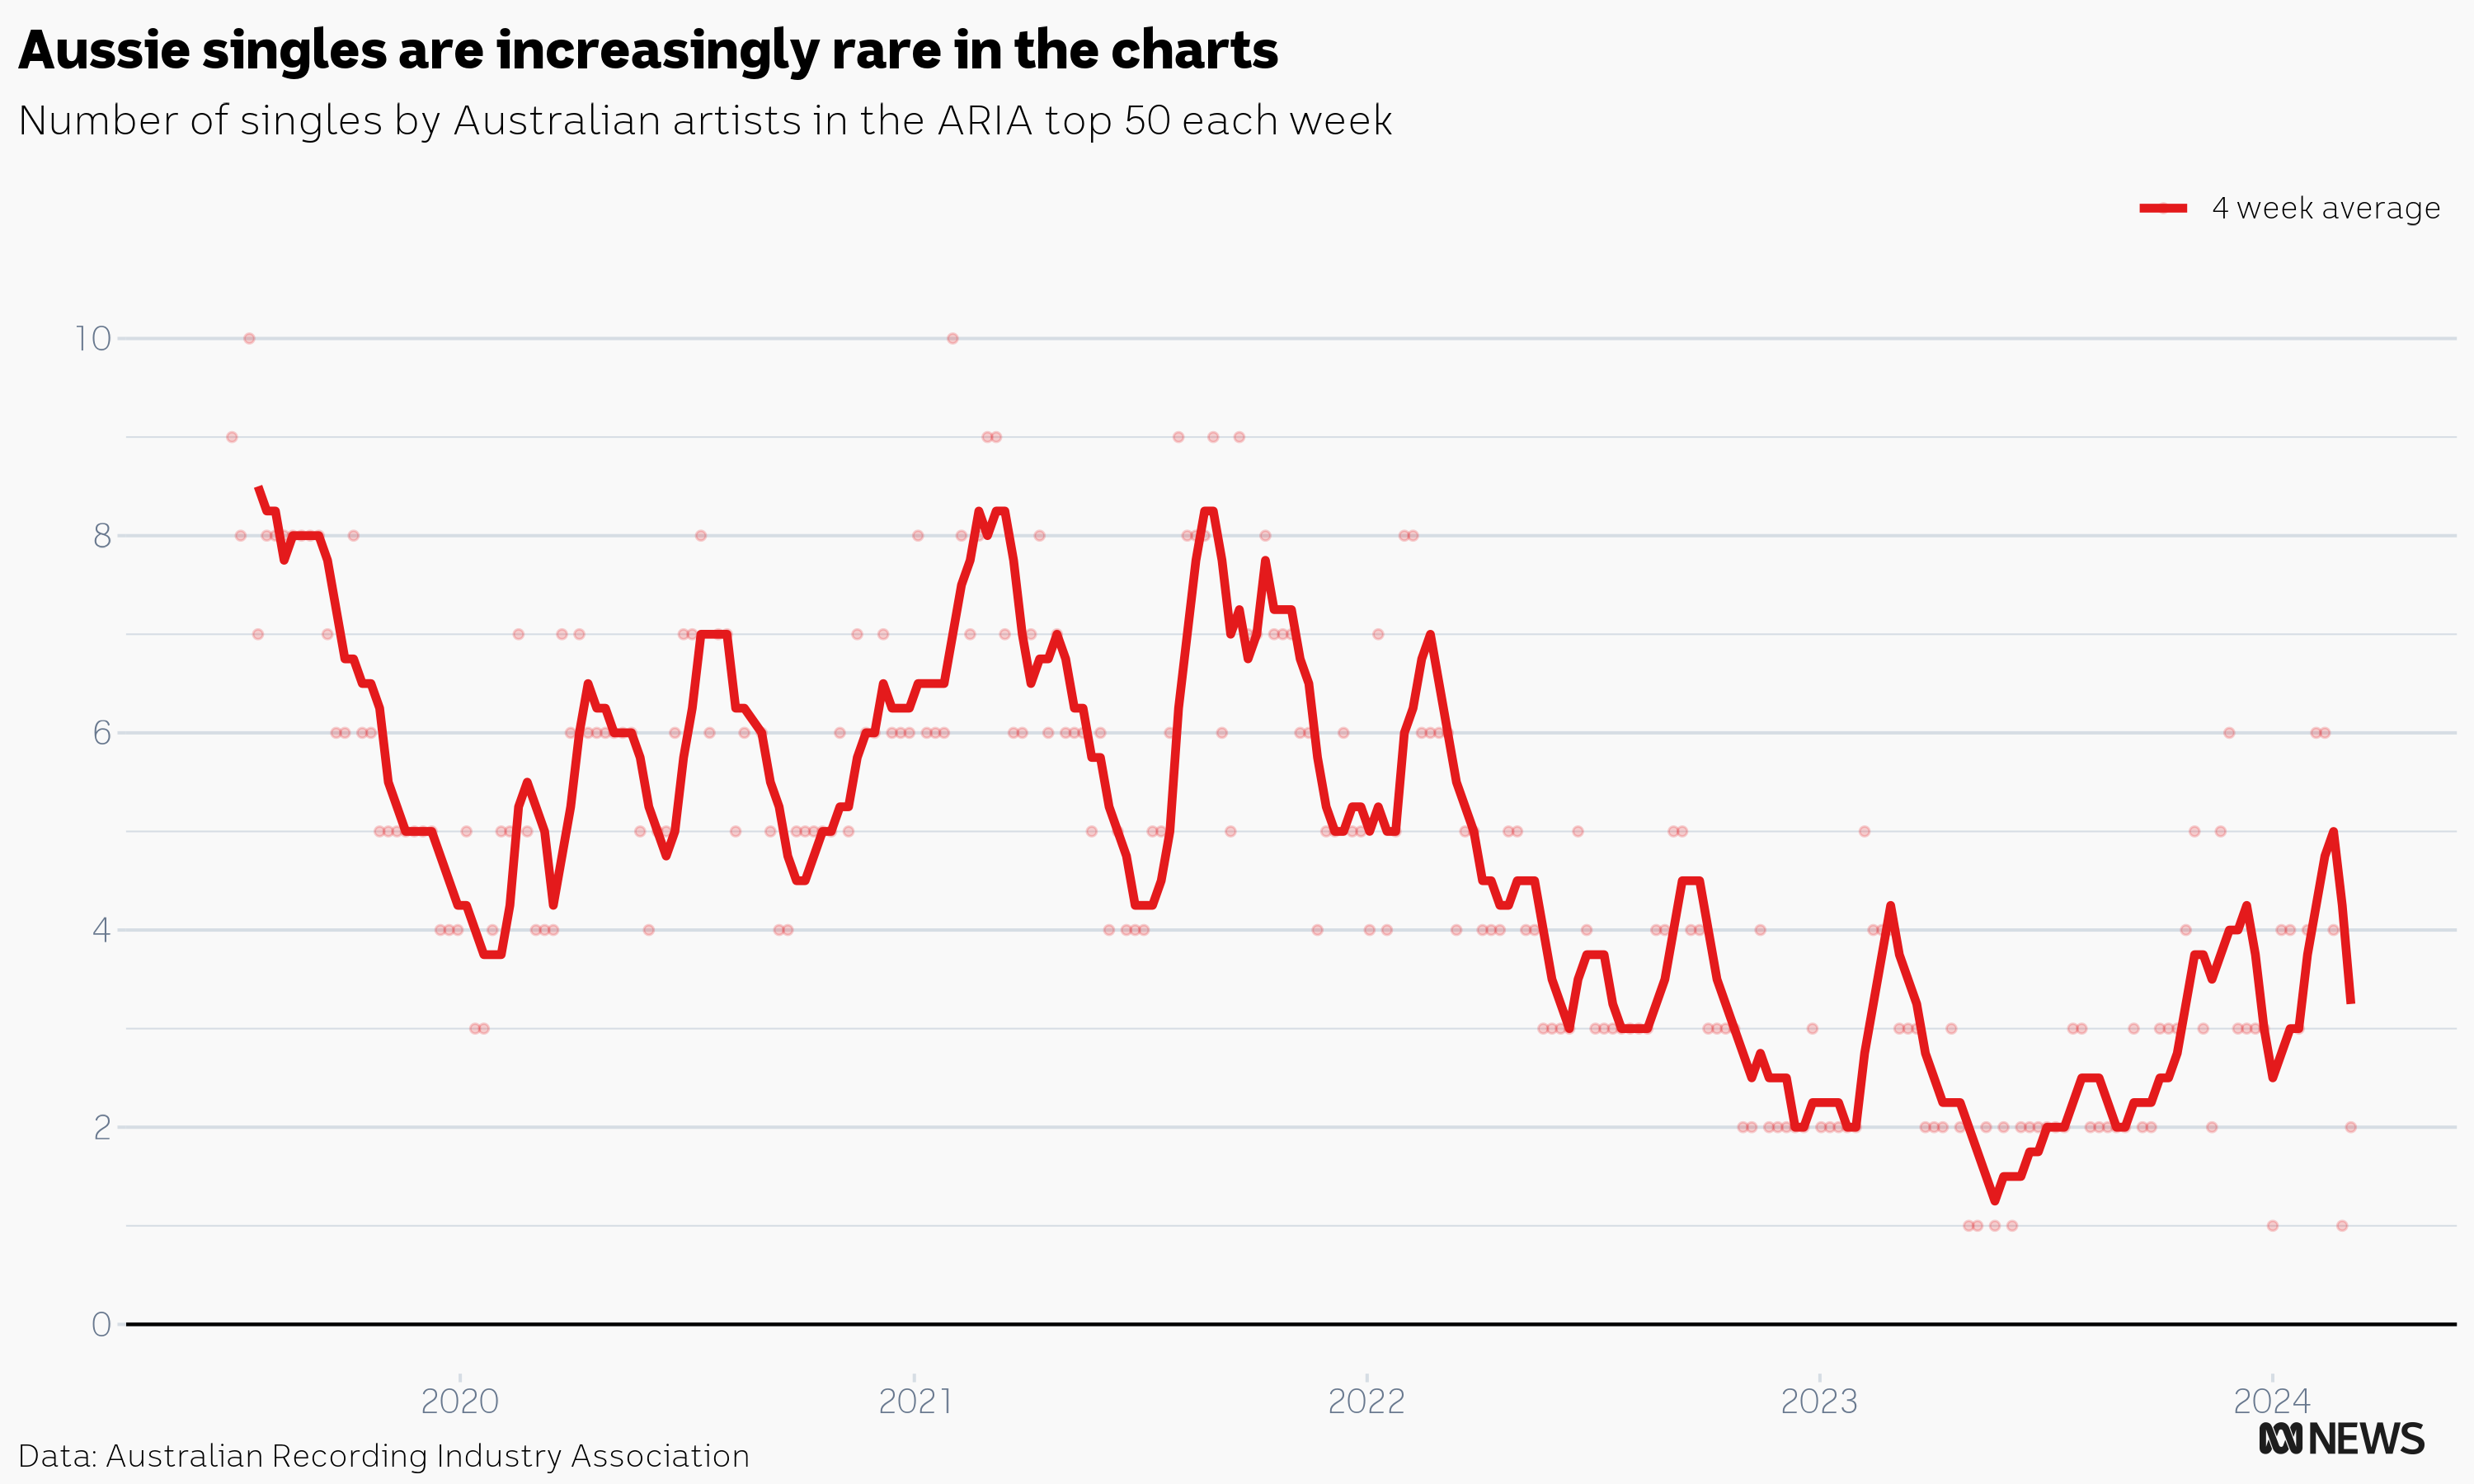 Aussie singles are increasingly rare in the charts
Number of singles by Australian artists in the ARIA top 50 each week
4 week average
10
8
6
4
2
0
2020 2021 2022 2023 2024
Data: Australian Recording Industry Association
NEWS